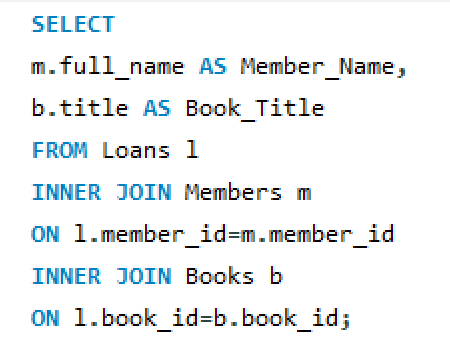 SELECT
m.full_name AS Member_Name,
b.title AS Book_Title
FROM Loans l
INNER JOIN Members m
ON l.member_id=m.member_id
INNER JOIN Books b
ON l.book_id=b.book_id;